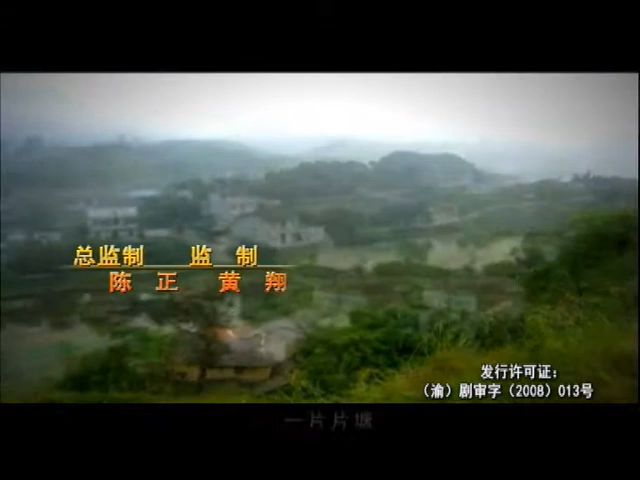 总监制 监 制
陈 正 黄 翔
发行许可证：
（渝）剧审字（2008）013号
一片片塘